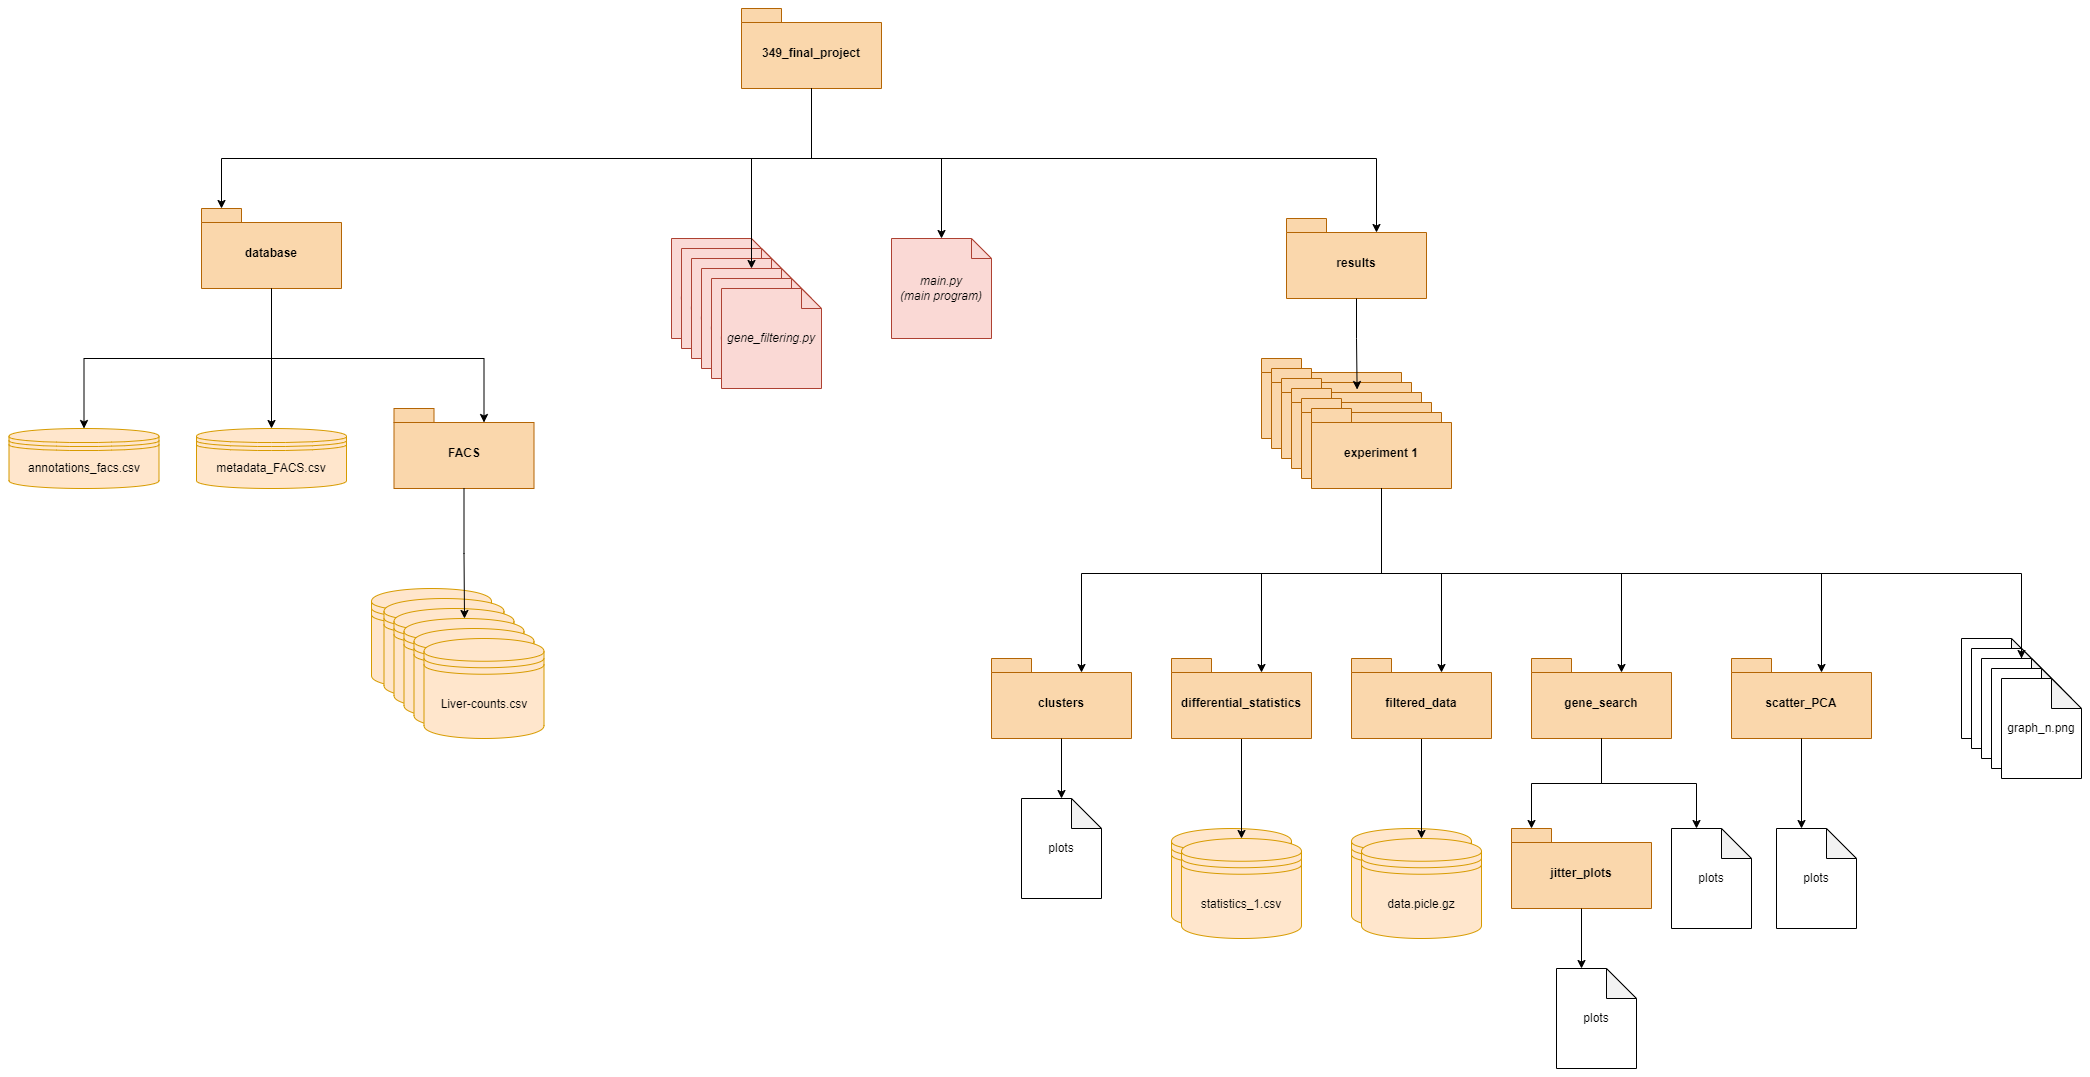 349_final_project
database
gene_filtering.py
main.py
(main program)
results
annotations_facs.csv
metadata_FACS.csv
FACS
experiment 1
Liver-counts.csv
clusters
differential_statistics
filtered_data
gene_search
scatter_PCA
graph_n.png
plots
statistics_1.csv
data.picle.gz
jitter_plots
plots
plots
plots